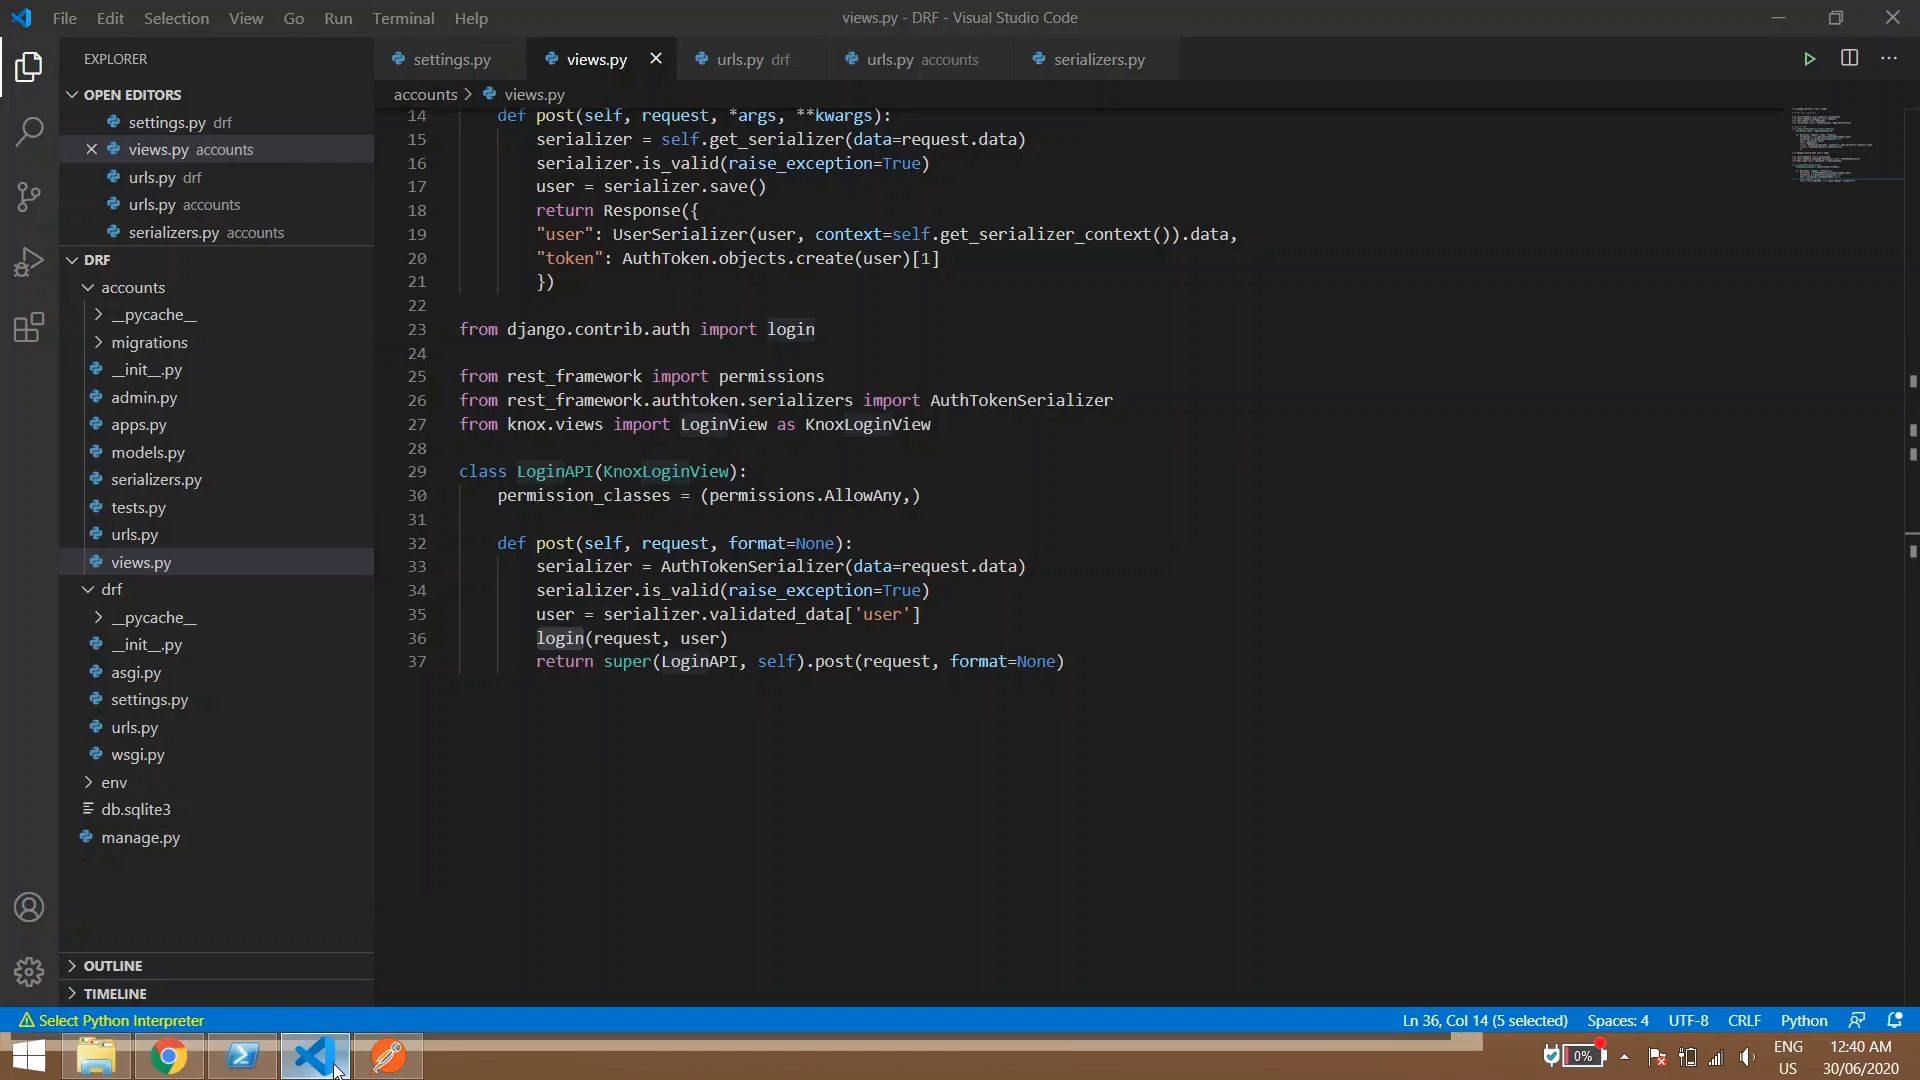 File Edit Selection View Go Run Terminal Help
views.py - DRF - Visual Studio Code
EXPLORER
settings.py
views.py
urls.py drf
urls.py accounts
serializers.py
OPEN EDITORS
settings.py drf
views.py accounts
urls.py drf
urls.py accounts
serializers.py accounts
DRF
accounts
__pycache__
migrations
__init__.py
admin.py
apps.py
models.py
serializers.py
tests.py
urls.py
views.py
drf
__pycache__
__init__.py
asgi.py
settings.py
urls.py
wsgi.py
env
db.sqlite3
manage.py
OUTLINE
TIMELINE
accounts > views.py
14 def post(self, request, *args, **kwargs):
15 serializer = self.get_serializer(data=request.data)
16 serializer.is_valid(raise_exception=True)
17 user = serializer.save()
18 return Response({
19 "user": UserSerializer(user, context=self.get_serializer_context()).data,
20 "token": AuthToken.objects.create(user)[1]
21 })
22
23 from django.contrib.auth import login
24
25 from rest_framework import permissions
26 from rest_framework.authtoken.serializers import AuthTokenSerializer
27 from knox.views import LoginView as KnoxLoginView
28
29 class LoginAPI(KnoxLoginView):
30 permission_classes = (permissions.AllowAny,)
31
32 def post(self, request, format=None):
33 serializer = AuthTokenSerializer(data=request.data)
34 serializer.is_valid(raise_exception=True)
35 user = serializer.validated_data['user']
36 login(request, user)
37 return super(LoginAPI, self).post(request, format=None)
Select Python Interpreter
Ln 36, Col 14 (5 selected) Spaces: 4 UTF-8 CRLF Python
0%
ENG
US
12:40 AM
30/06/2020